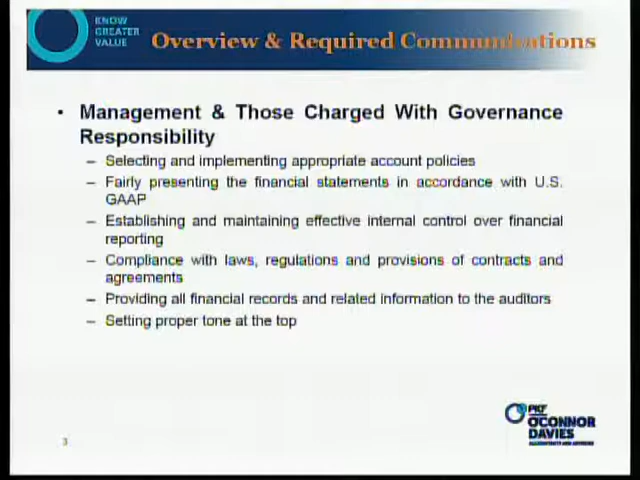 KNOW
GREATER
VALUE
Overview & Required Communications
• Management & Those Charged With Governance
Responsibility
– Selecting and implementing appropriate account policies
– Fairly presenting the financial statements in accordance with U.S.
GAAP
– Establishing and maintaining effective internal control over financial
reporting
– Compliance with laws, regulations and provisions of contracts and
agreements
– Providing all financial records and related information to the auditors
– Setting proper tone at the top
3
PKF
OCONNOR
DAVIES